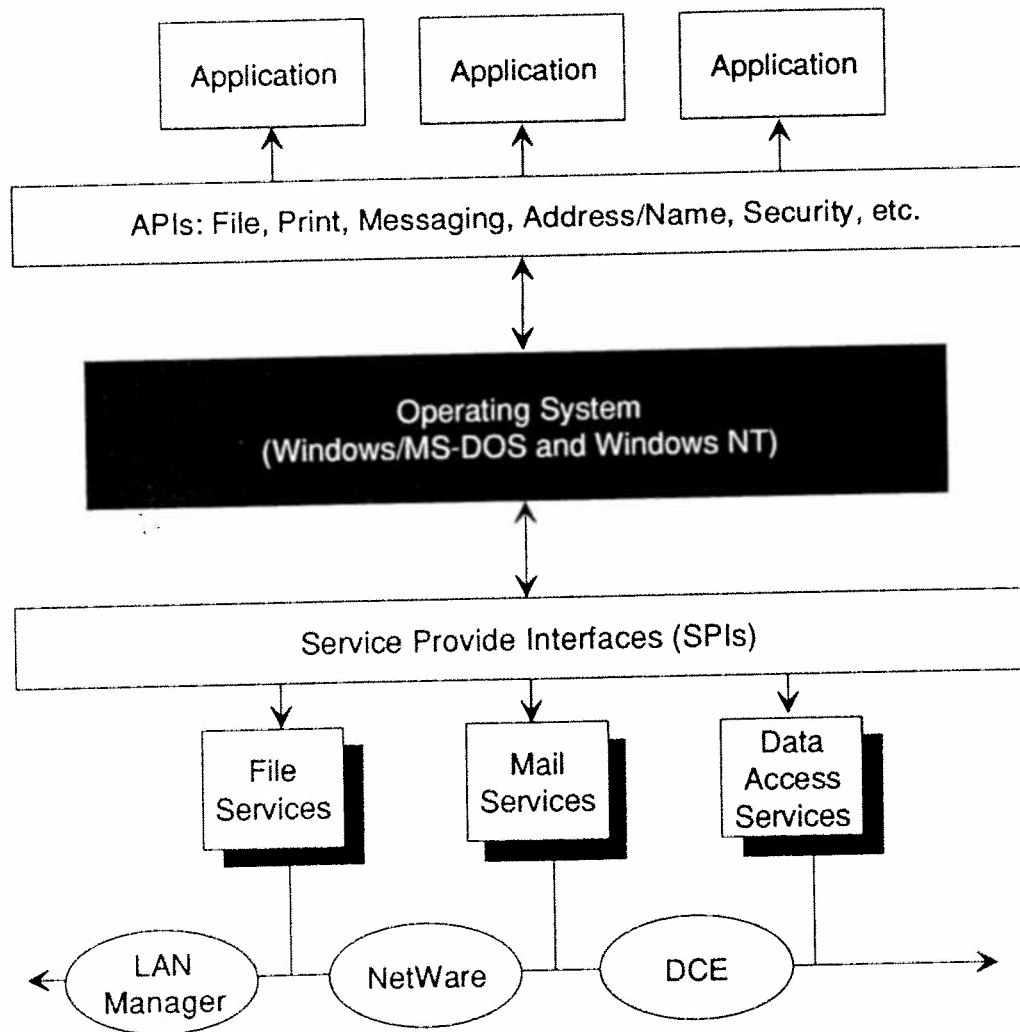 Application
Application
Application
APIs: File, Print, Messaging, Address/Name, Security, etc.
Operating System
(Windows/MS-DOS and Windows NT)
Service Provide Interfaces (SPIs)
File
Services
Mail
Services
Data
Access
Services
LAN
Manager
NetWare
DCE